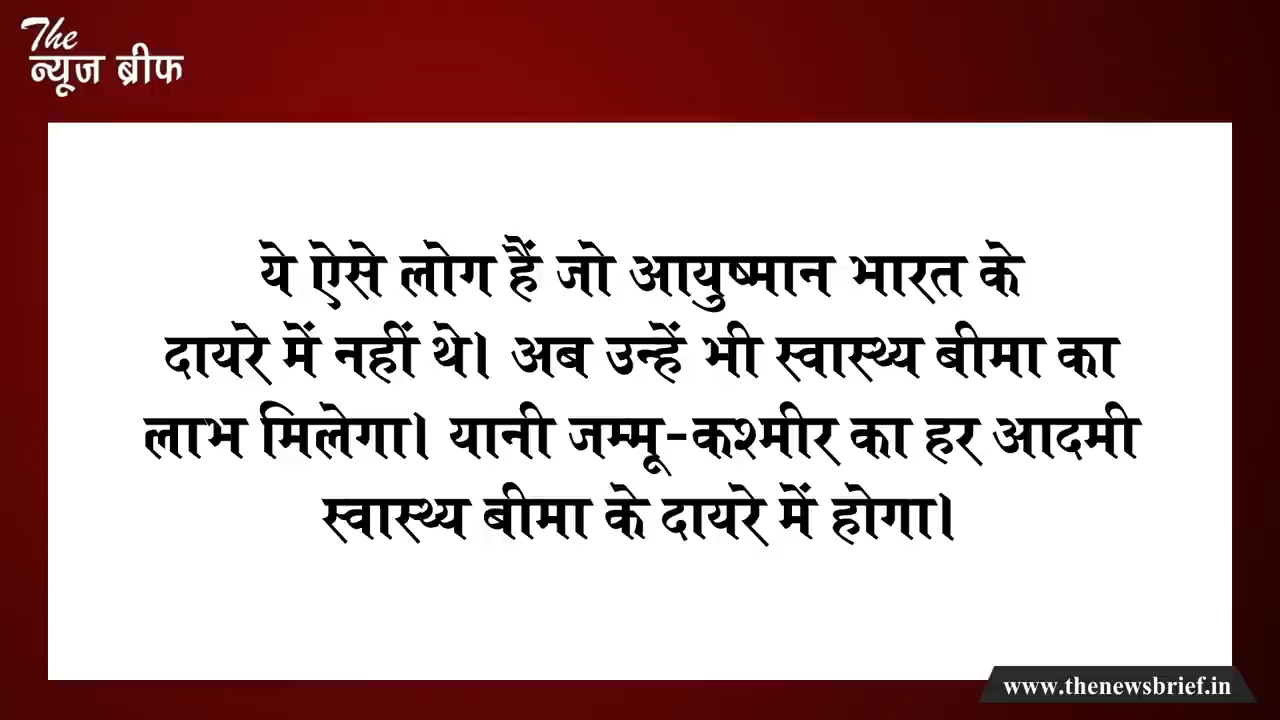 The
न्यूज ब्रीफ
ये ऐसे लोग हैं जो आयुष्मान भारत के
दायरे में नहीं थे। अब उन्हें भी स्वास्थ्य बीमा का
लाभ मिलेगा। यानी जम्मू-कश्मीर का हर आदमी
स्वास्थ्य बीमा के दायरे में होगा।
www.thenewsbrief.in